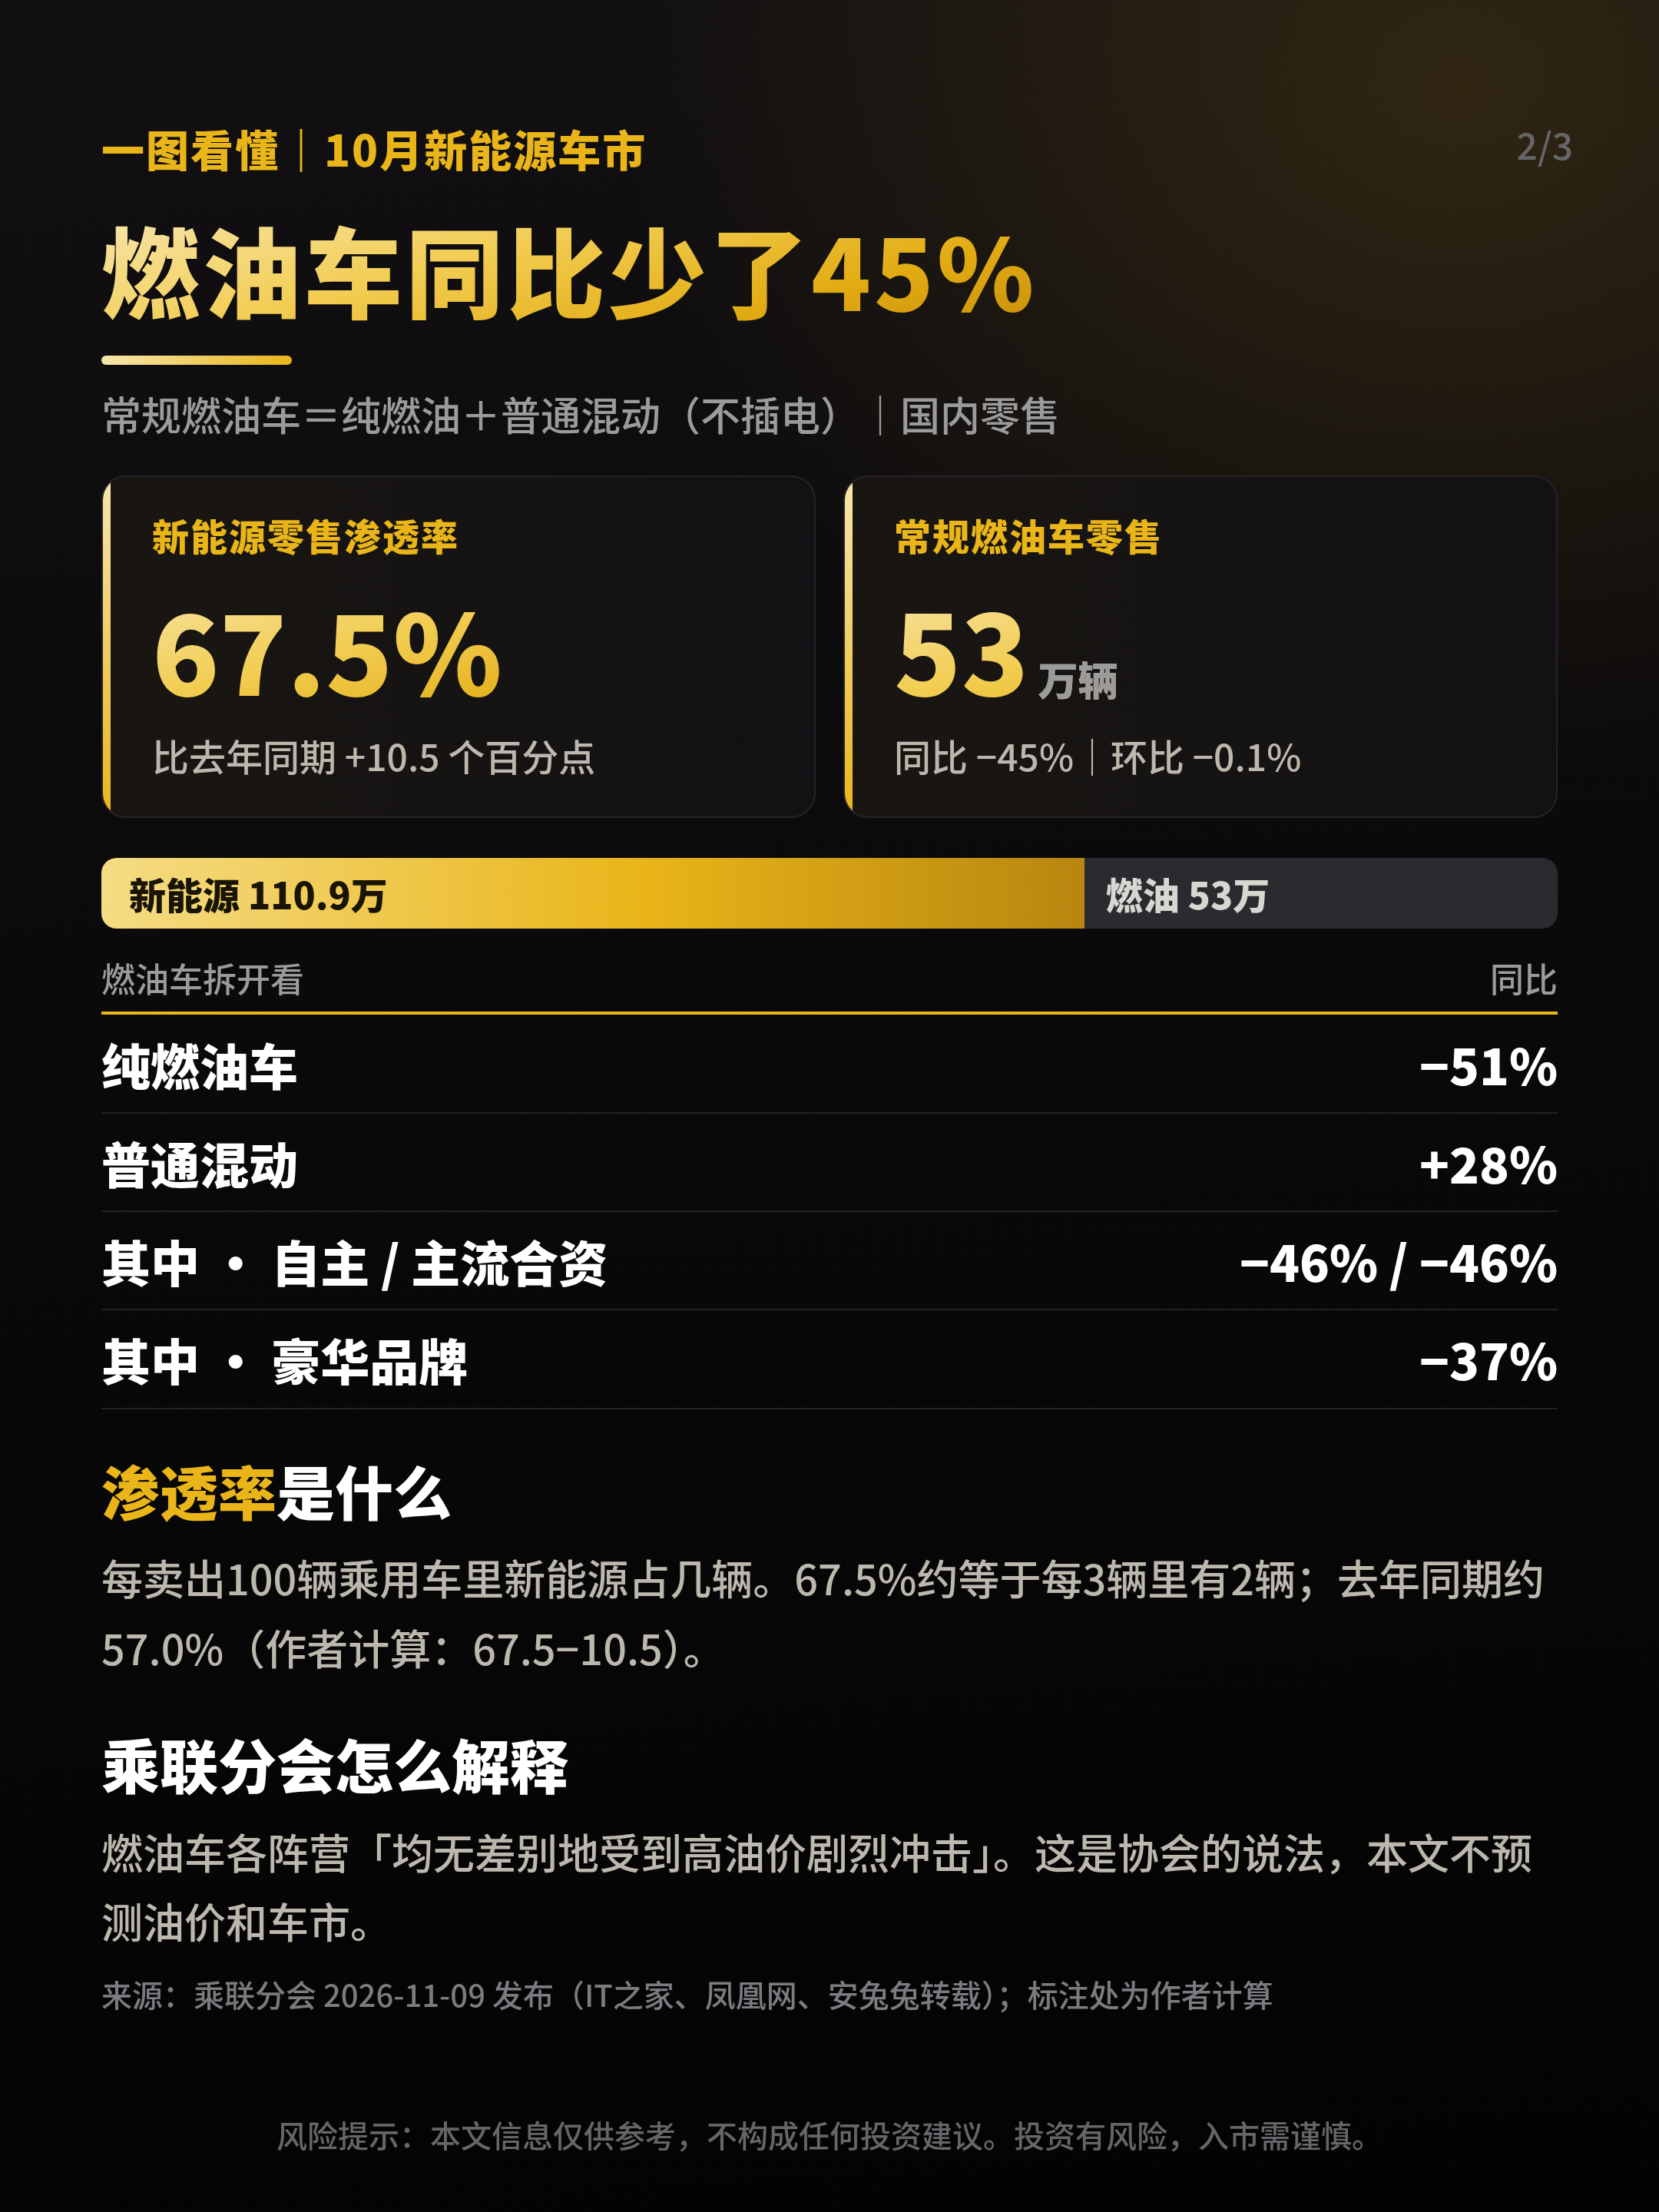 一图看懂｜10月新能源车市
2/3
燃油车同比少了45%
常规燃油车＝纯燃油＋普通混动（不插电）｜国内零售
新能源零售渗透率
67.5%
比去年同期 +10.5 个百分点
常规燃油车零售
53 万辆
同比 −45%｜环比 −0.1%
新能源 110.9万
燃油 53万
燃油车拆开看 同比
纯燃油车 −51%
普通混动 +28%
其中 · 自主 / 主流合资 −46% / −46%
其中 · 豪华品牌 −37%
渗透率是什么
每卖出100辆乘用车里新能源占几辆。67.5%约等于每3辆里有2辆；去年同期约
57.0%（作者计算：67.5−10.5）。
乘联分会怎么解释
燃油车各阵营「均无差别地受到高油价剧烈冲击」。这是协会的说法，本文不预
测油价和车市。
来源：乘联分会 2026-11-09 发布（IT之家、凤凰网、安兔兔转载）；标注处为作者计算
风险提示：本文信息仅供参考，不构成任何投资建议。投资有风险，入市需谨慎。